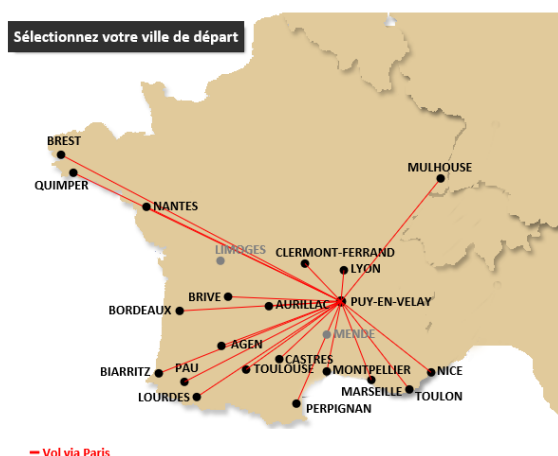 Sélectionnez votre ville de départ
BREST
QUIMPER
MULHOUSE
NANTES
LIMOGES
CLERMONT-FERRAND
LYON
BRIVE
AURILLAC
PUY-EN-VELAY
BORDEAUX
MENDE
AGEN
CASTRES
BIARRITZ
PAU
TOULOUSE
MONTPELLIER
NICE
LOURDES
MARSEILLE
TOULON
PERPIGNAN
Vol via Paris